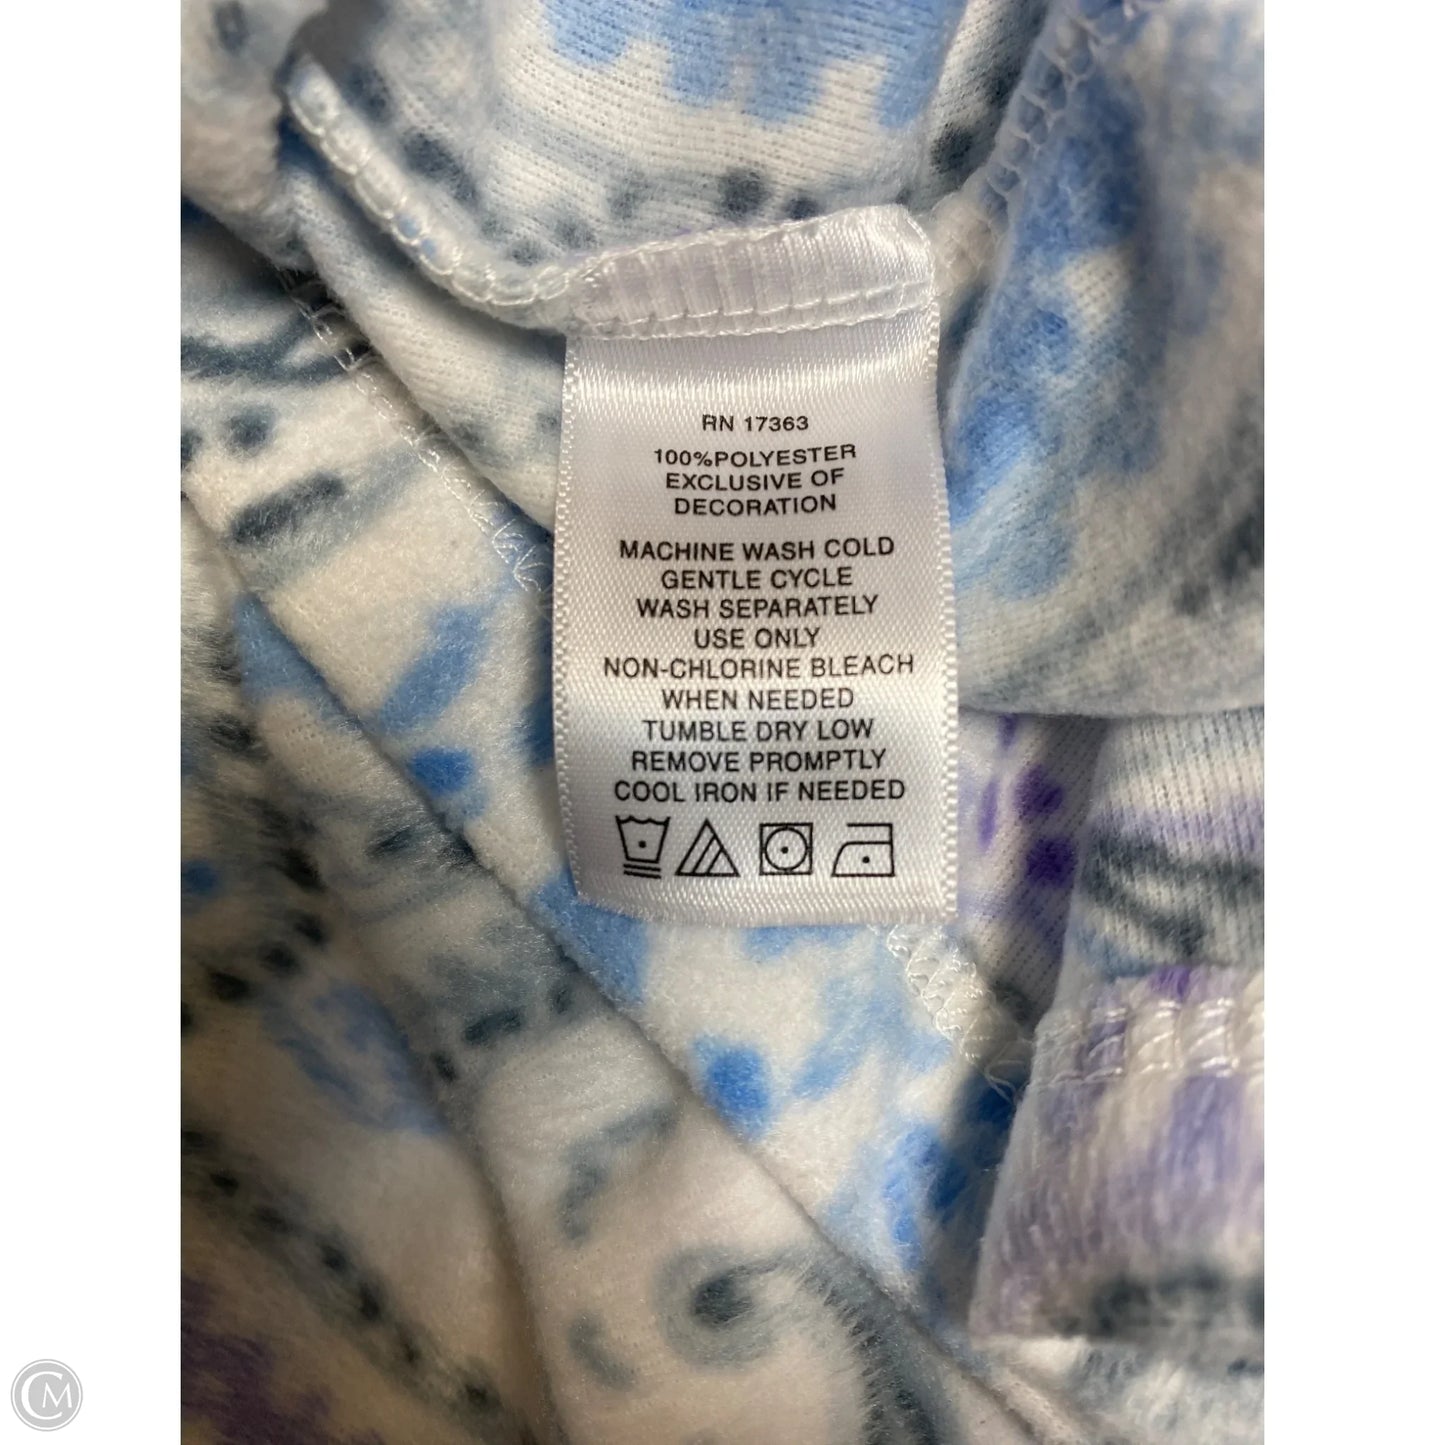 RN 17363
100%POLYESTER
EXCLUSIVE OF
DECORATION
MACHINE WASH COLD
GENTLE CYCLE
WASH SEPARATELY
USE ONLY
NON-CHLORINE BLEACH
WHEN NEEDED
TUMBLE DRY LOW
REMOVE PROMPTLY
COOL IRON IF NEEDED
CM